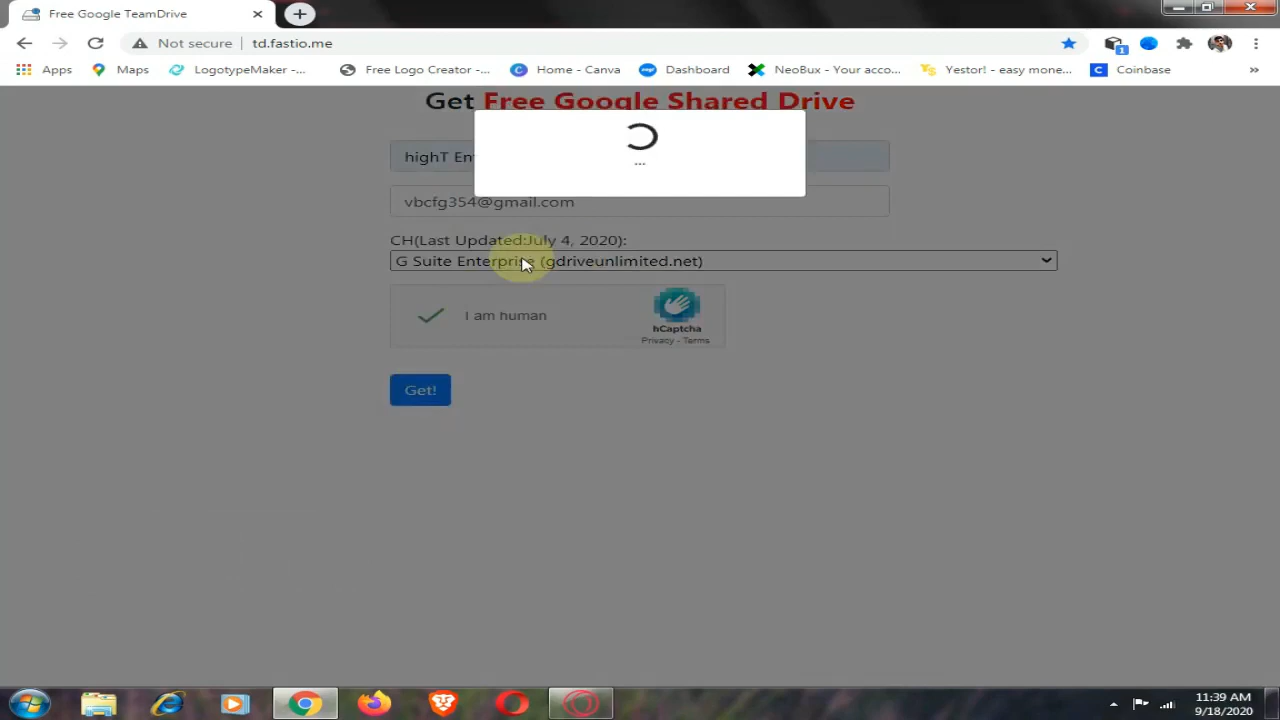 Free Google TeamDrive
Not secure | td.fastio.me
1
Apps Maps LogotypeMaker -... Free Logo Creator -... Home - Canva Dashboard NeoBux - Your acco... Yestor! - easy mone... Coinbase »
Get Free Google Shared Drive
...
highT En
vbcfg354@gmail.com
CH(Last Updated:July 4, 2020):
G Suite Enterprise (gdriveunlimited.net)
I am human
hCaptcha
Privacy - Terms
Get!
11:39 AM
9/18/2020